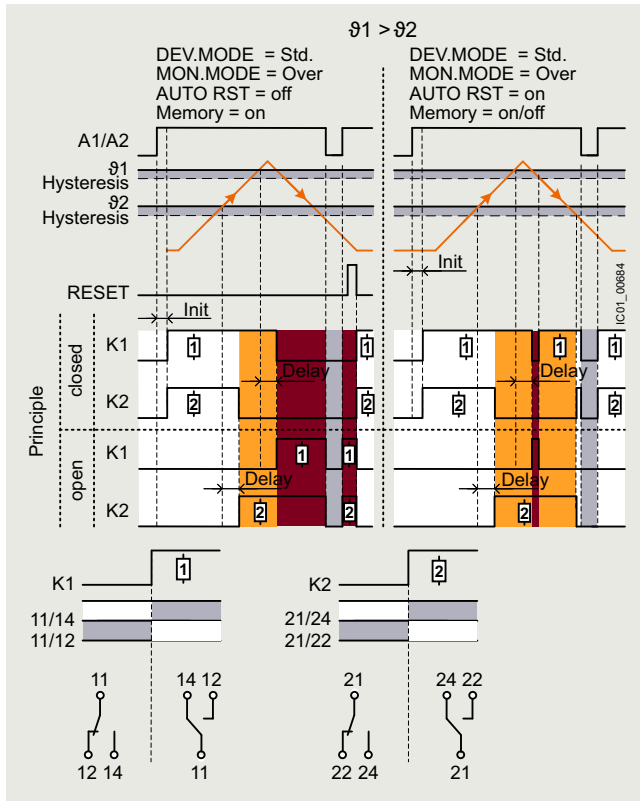 ϑ1 > ϑ2
DEV.MODE = Std.
MON.MODE = Over
AUTO RST = off
Memory = on
DEV.MODE = Std.
MON.MODE = Over
AUTO RST = on
Memory = on/off
A1/A2
ϑ1
Hysteresis
ϑ2
Hysteresis
Init
RESET
Init
IC01_00684
Principle
closed
K1
1
1
1
1
1
Delay
Delay
K2
2
2
2
2
open
K1
1
1
Delay
Delay
K2
2
2
2
K1
1
K2
2
11/14
11/12
21/24
21/22
11
14 12
21
24 22
12 14
11
22 24
21